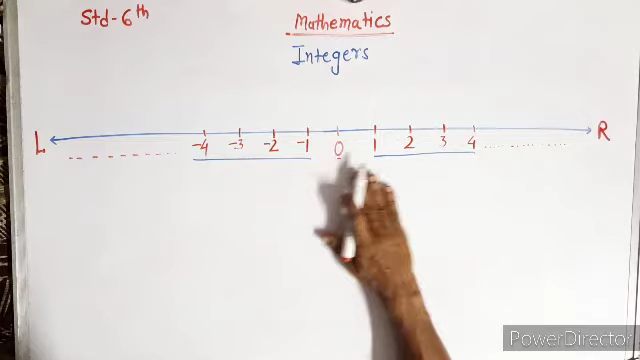 Std-6th
Mathematics
Integers
L
R
-4 -3 -2 -1 0 1 2 3 4
PowerDirector